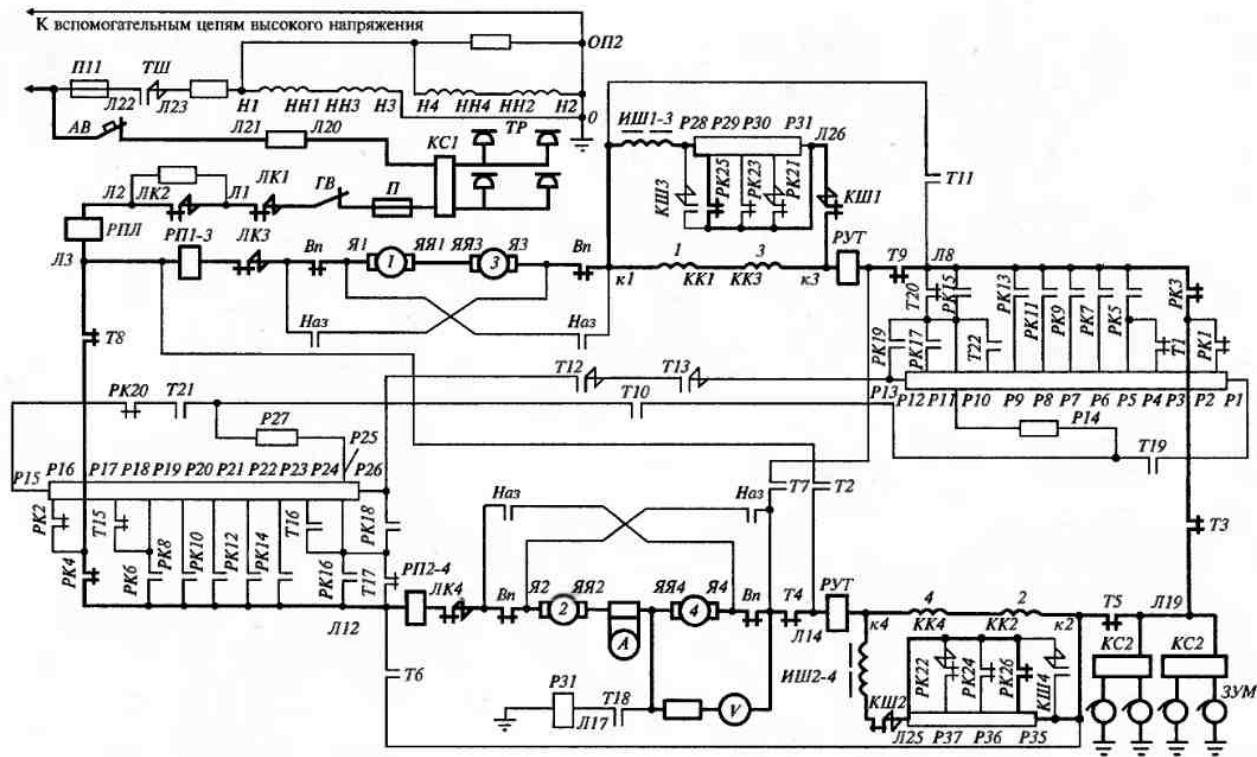 К вспомогательным цепям высокого напряжения
ОП2
П11
Л22
ТШ
Л23
Н1
НН1
НН3
Н3
Н4
НН4
НН2
Н2
0
АВ
Л21
Л20
КС1
ТР
Л2
ЛК2
Л1
ЛК1
ГВ
П
РПЛ
РП1-3
ЛК3
Л3
Вп
Я1
1
ЯЯ1
ЯЯ3
3
Я3
Вп
Наз
Наз
ИШ1-3
Р28
Р29
Р30
Р31
Л26
КШ3
РК25
РК23
РК21
КШ1
к1
1
КК1
3
КК3
к3
РУТ
Т11
Т9
Л8
Т20
РК15
РК13
РК11
РК9
РК7
РК5
РК3
РК19
РК17
Т22
Т1
РК1
Т8
Т12
Т13
Р13
Р12
Р11
Р10
Р9
Р8
Р7
Р6
Р5
Р4
Р3
Р2
Р1
РК20
Т21
Т10
Р27
Р25
Р14
Т19
Р15
Р16
Р17
Р18
Р19
Р20
Р21
Р22
Р23
Р24
Р26
РК2
Т15
Т16
РК18
РК4
РК6
РК8
РК10
РК12
РК14
РК16
Т17
Наз
Наз
Т7
Т2
Т3
РП2-4
ЛК4
Вп
Я2
2
ЯЯ2
А
ЯЯ4
4
Я4
Вп
Т4
Л14
РУТ
к4
4
КК4
2
КК2
к2
Т5
Л19
Л12
Т6
Р31
Л17
Т18
V
ИШ2-4
КШ2
РК22
РК24
РК26
КШ4
Л25
Р37
Р36
Р35
КС2
КС2
ЗУМ